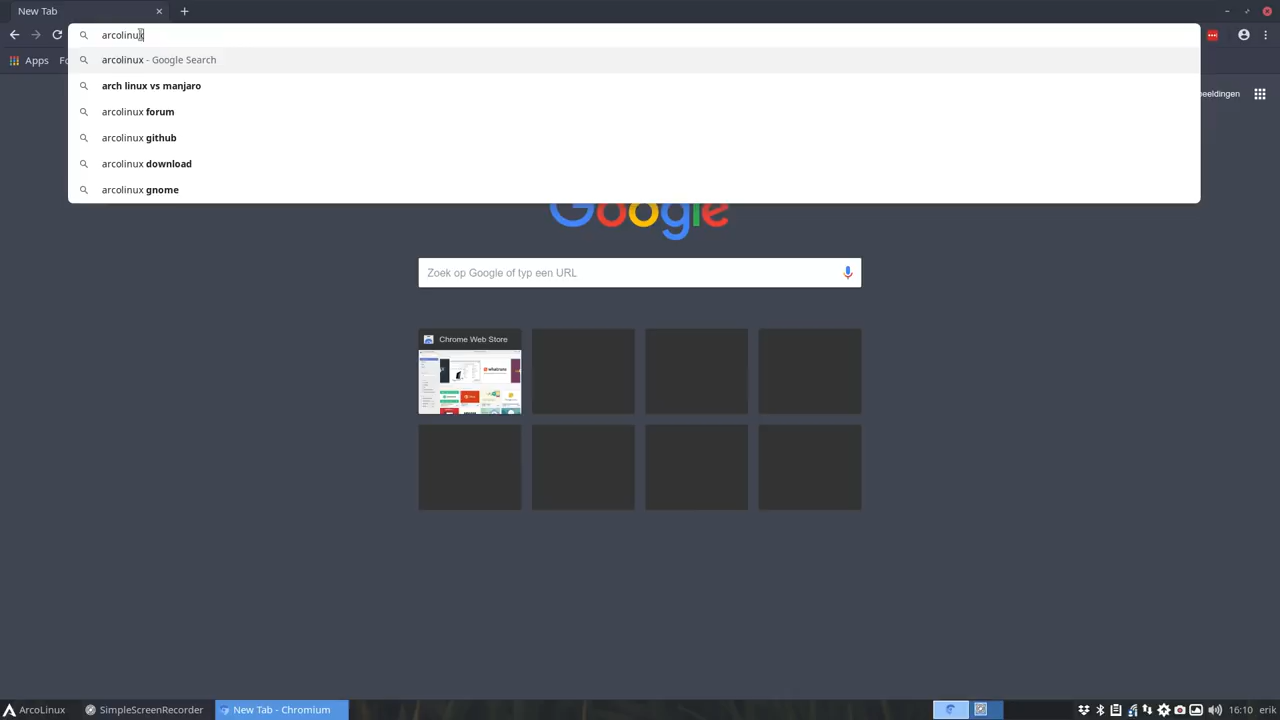 New Tab
arcolinux
arcolinux - Google Search
arch linux vs manjaro
arcolinux forum
arcolinux github
arcolinux download
arcolinux gnome
Apps
Google
Zoek op Google of typ een URL
Chrome Web Store
ArcoLinux
SimpleScreenRecorder
New Tab - Chromium
16:10
erik